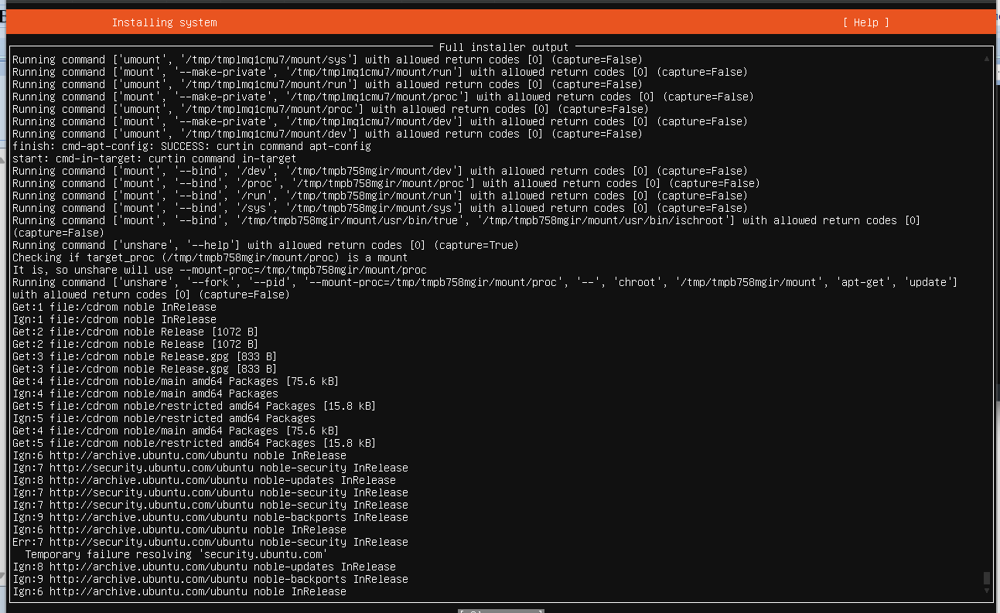 Installing system [ Help ]
Full installer output
Running command ['umount', '/tmp/tmplmq1cmu7/mount/sys'] with allowed return codes [0] (capture=False)
Running command ['mount', '--make-private', '/tmp/tmplmq1cmu7/mount/run'] with allowed return codes [0] (capture=False)
Running command ['umount', '/tmp/tmplmq1cmu7/mount/run'] with allowed return codes [0] (capture=False)
Running command ['mount', '--make-private', '/tmp/tmplmq1cmu7/mount/proc'] with allowed return codes [0] (capture=False)
Running command ['umount', '/tmp/tmplmq1cmu7/mount/proc'] with allowed return codes [0] (capture=False)
Running command ['mount', '--make-private', '/tmp/tmplmq1cmu7/mount/dev'] with allowed return codes [0] (capture=False)
Running command ['umount', '/tmp/tmplmq1cmu7/mount/dev'] with allowed return codes [0] (capture=False)
finish: cmd-apt-config: SUCCESS: curtin command apt-config
start: cmd-in-target: curtin command in-target
Running command ['mount', '--bind', '/dev', '/tmp/tmpb758mgir/mount/dev'] with allowed return codes [0] (capture=False)
Running command ['mount', '--bind', '/proc', '/tmp/tmpb758mgir/mount/proc'] with allowed return codes [0] (capture=False)
Running command ['mount', '--bind', '/run', '/tmp/tmpb758mgir/mount/run'] with allowed return codes [0] (capture=False)
Running command ['mount', '--bind', '/sys', '/tmp/tmpb758mgir/mount/sys'] with allowed return codes [0] (capture=False)
Running command ['mount', '--bind', '/tmp/tmpb758mgir/mount/usr/bin/true', '/tmp/tmpb758mgir/mount/usr/bin/ischroot'] with allowed return codes [0]
(capture=False)
Running command ['unshare', '--help'] with allowed return codes [0] (capture=True)
Checking if target_proc (/tmp/tmpb758mgir/mount/proc) is a mount
It is, so unshare will use --mount-proc=/tmp/tmpb758mgir/mount/proc
Running command ['unshare', '--fork', '--pid', '--mount-proc=/tmp/tmpb758mgir/mount/proc', '--', 'chroot', '/tmp/tmpb758mgir/mount', 'apt-get', 'update']
with allowed return codes [0] (capture=False)
Get:1 file:/cdrom noble InRelease
Ign:1 file:/cdrom noble InRelease
Get:2 file:/cdrom noble Release [1072 B]
Get:2 file:/cdrom noble Release [1072 B]
Get:3 file:/cdrom noble Release.gpg [833 B]
Get:3 file:/cdrom noble Release.gpg [833 B]
Get:4 file:/cdrom noble/main amd64 Packages [75.6 kB]
Ign:4 file:/cdrom noble/main amd64 Packages
Get:5 file:/cdrom noble/restricted amd64 Packages [15.8 kB]
Ign:5 file:/cdrom noble/restricted amd64 Packages
Get:4 file:/cdrom noble/main amd64 Packages [75.6 kB]
Get:5 file:/cdrom noble/restricted amd64 Packages [15.8 kB]
Ign:6 http://archive.ubuntu.com/ubuntu noble InRelease
Ign:7 http://security.ubuntu.com/ubuntu noble-security InRelease
Ign:8 http://archive.ubuntu.com/ubuntu noble-updates InRelease
Ign:7 http://security.ubuntu.com/ubuntu noble-security InRelease
Ign:7 http://security.ubuntu.com/ubuntu noble-security InRelease
Ign:9 http://archive.ubuntu.com/ubuntu noble-backports InRelease
Ign:6 http://archive.ubuntu.com/ubuntu noble InRelease
Err:7 http://security.ubuntu.com/ubuntu noble-security InRelease
Temporary failure resolving 'security.ubuntu.com'
Ign:8 http://archive.ubuntu.com/ubuntu noble-updates InRelease
Ign:9 http://archive.ubuntu.com/ubuntu noble-backports InRelease
Ign:6 http://archive.ubuntu.com/ubuntu noble InRelease